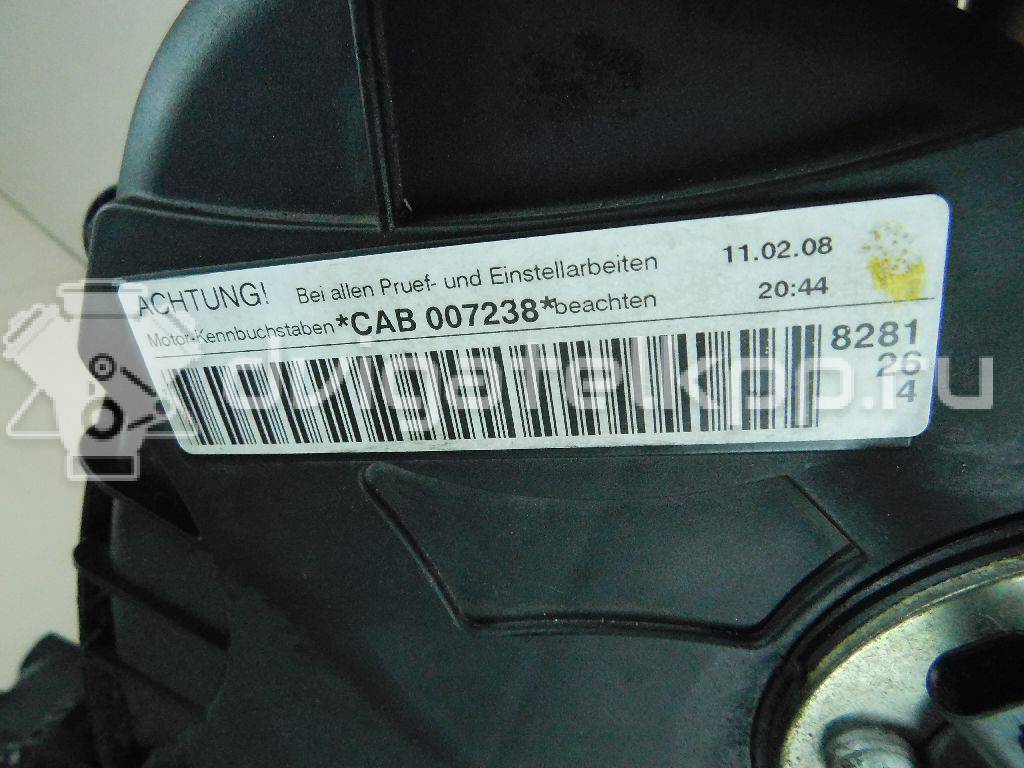 ACHTUNG! Bei allen Pruef- und Einstellarbeiten 11.02.08
Motor-Kennbuchstaben *CAB 007238* beachten 20:44
8281
26
4
dvigatelkpp.ru